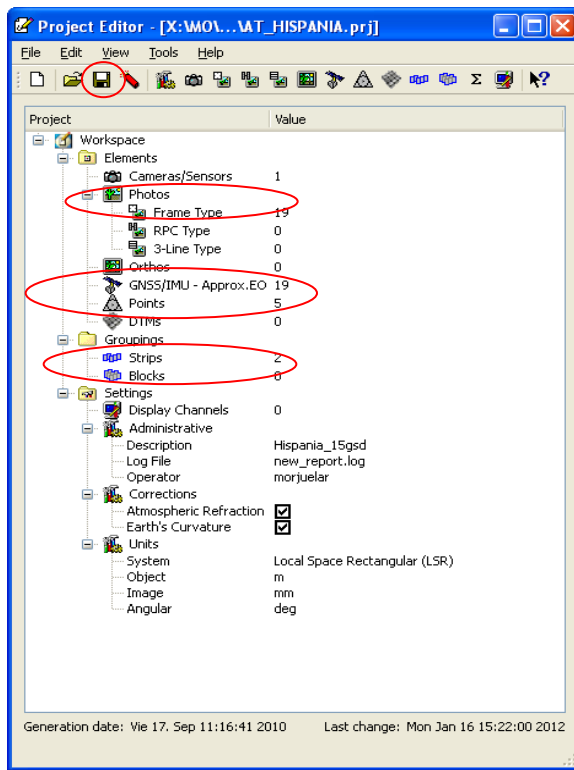 Project Editor - [X:\MO\...\AT_HISPANIA.prj]
File Edit View Tools Help
Project Value
Workspace
Elements
Cameras/Sensors 1
Photos
Frame Type 19
RPC Type 0
3-Line Type 0
Orthos 0
GNSS/IMU - Approx.EO 19
Points 5
DTMs 0
Groupings
Strips 2
Blocks 0
Settings
Display Channels 0
Administrative
Description Hispania_15gsd
Log File new_report.log
Operator morjuelar
Corrections
Atmospheric Refraction
Earth's Curvature
Units
System Local Space Rectangular (LSR)
Object m
Image mm
Angular deg
Generation date: Vie 17. Sep 11:16:41 2010 Last change: Mon Jan 16 15:22:00 2012